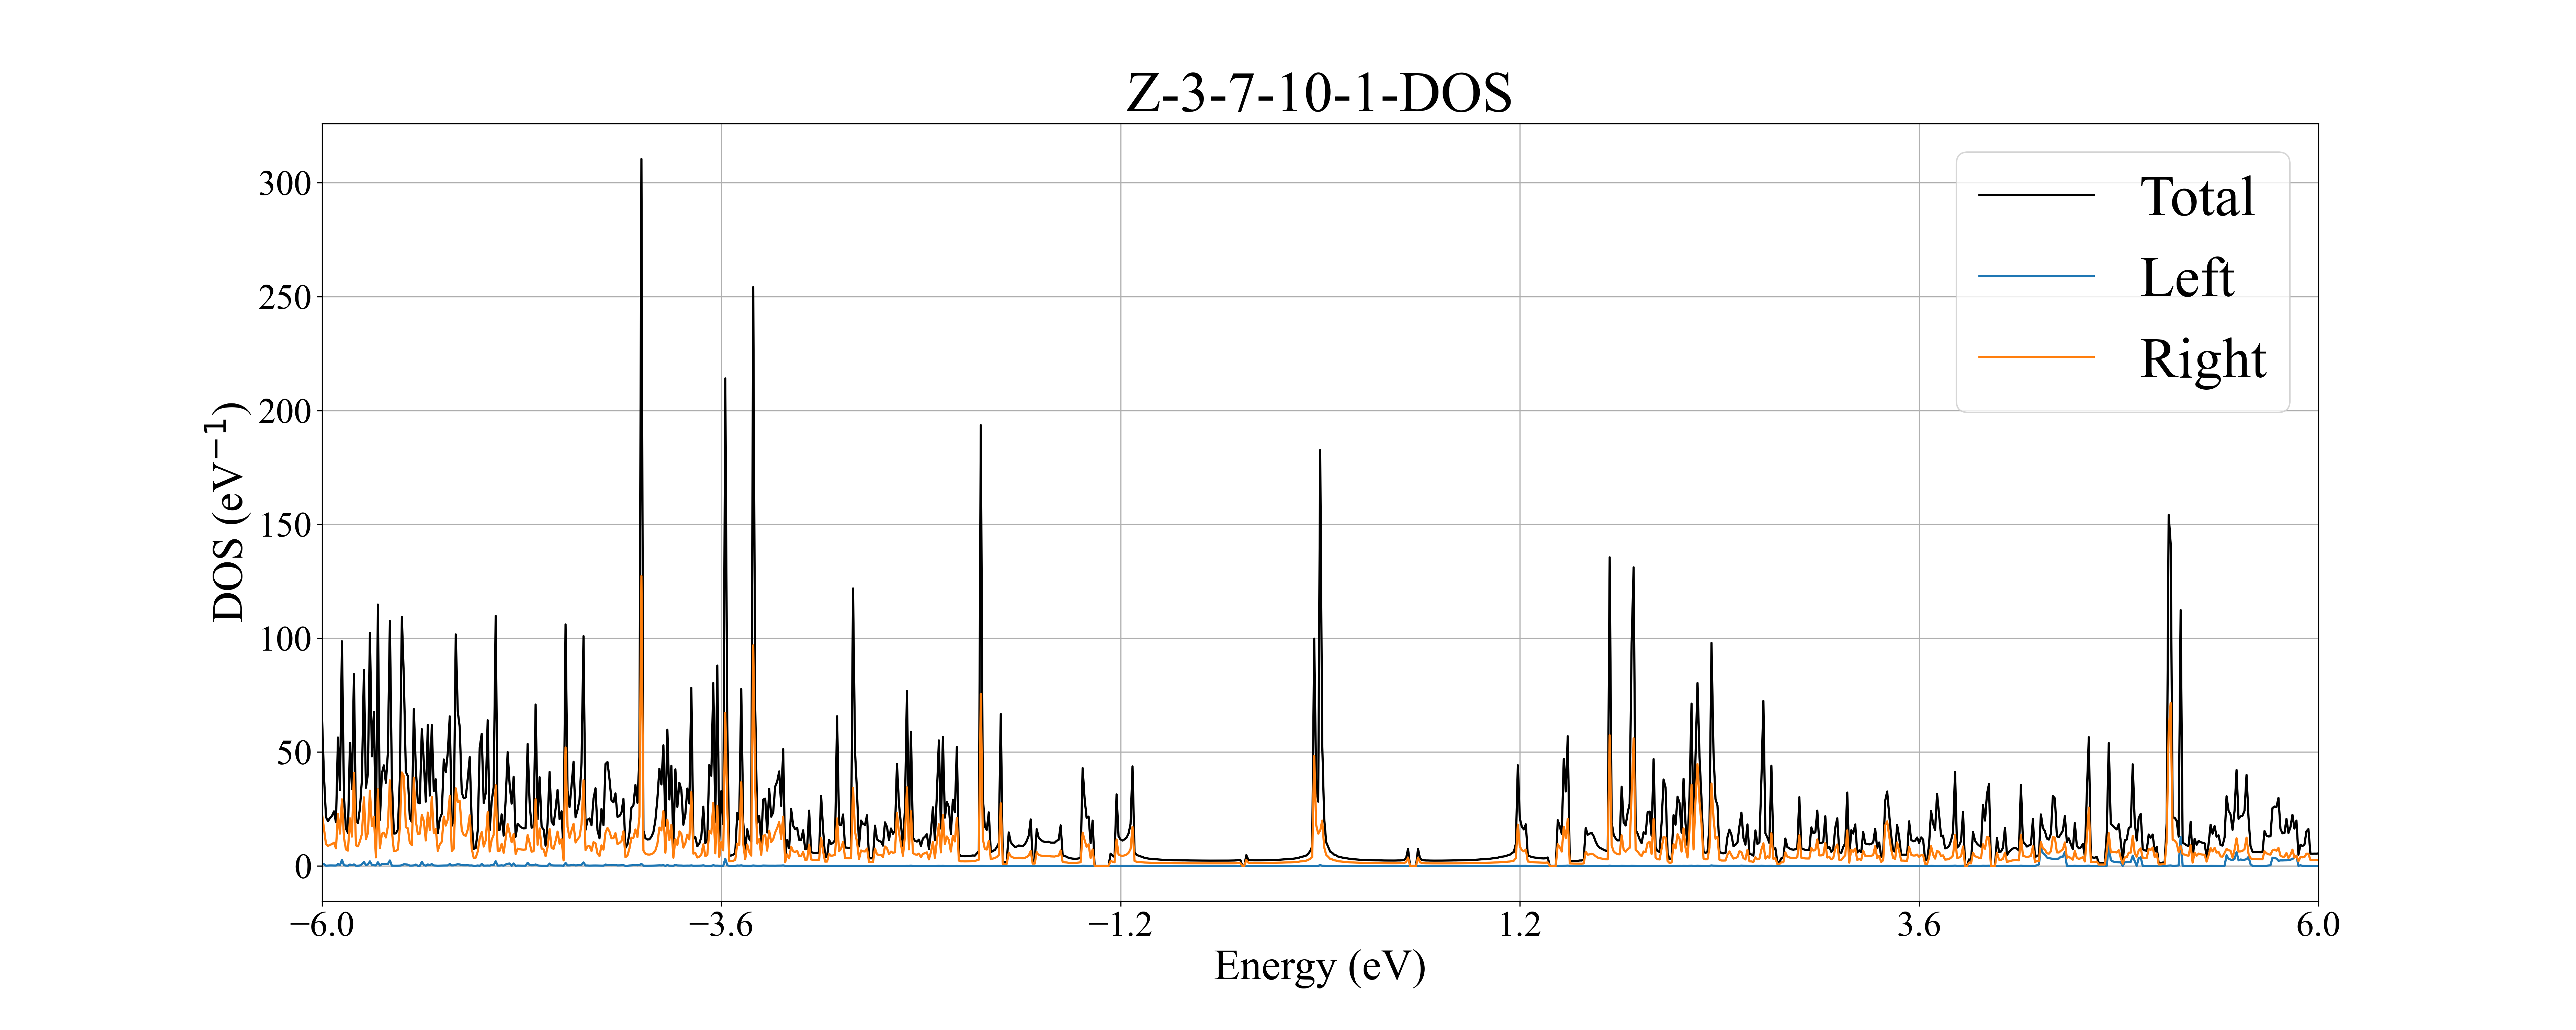 Z-3-7-10-1-DOS
DOS (eV⁻¹)
300
250
200
150
100
50
0
Total
Left
Right
−6.0 −3.6 −1.2 1.2 3.6 6.0
Energy (eV)